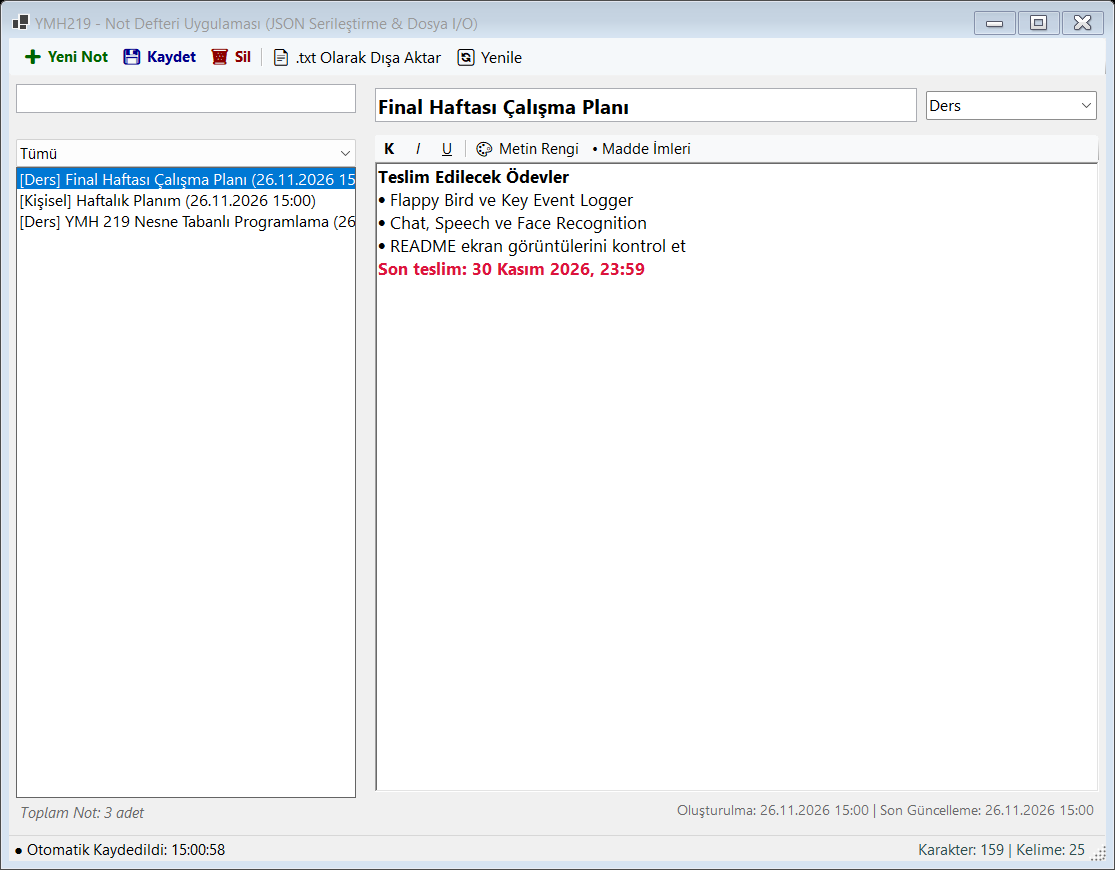 YMH219 - Not Defteri Uygulaması (JSON Serileştirme & Dosya I/O)
Yeni Not Kaydet Sil .txt Olarak Dışa Aktar Yenile
Final Haftası Çalışma Planı
Ders
Tümü
K I U Metin Rengi • Madde İmleri
[Ders] Final Haftası Çalışma Planı (26.11.2026 15
[Kişisel] Haftalık Planım (26.11.2026 15:00)
[Ders] YMH 219 Nesne Tabanlı Programlama (26
Teslim Edilecek Ödevler
• Flappy Bird ve Key Event Logger
• Chat, Speech ve Face Recognition
• README ekran görüntülerini kontrol et
Son teslim: 30 Kasım 2026, 23:59
Toplam Not: 3 adet
Oluşturulma: 26.11.2026 15:00 | Son Güncelleme: 26.11.2026 15:00
● Otomatik Kaydedildi: 15:00:58
Karakter: 159 | Kelime: 25